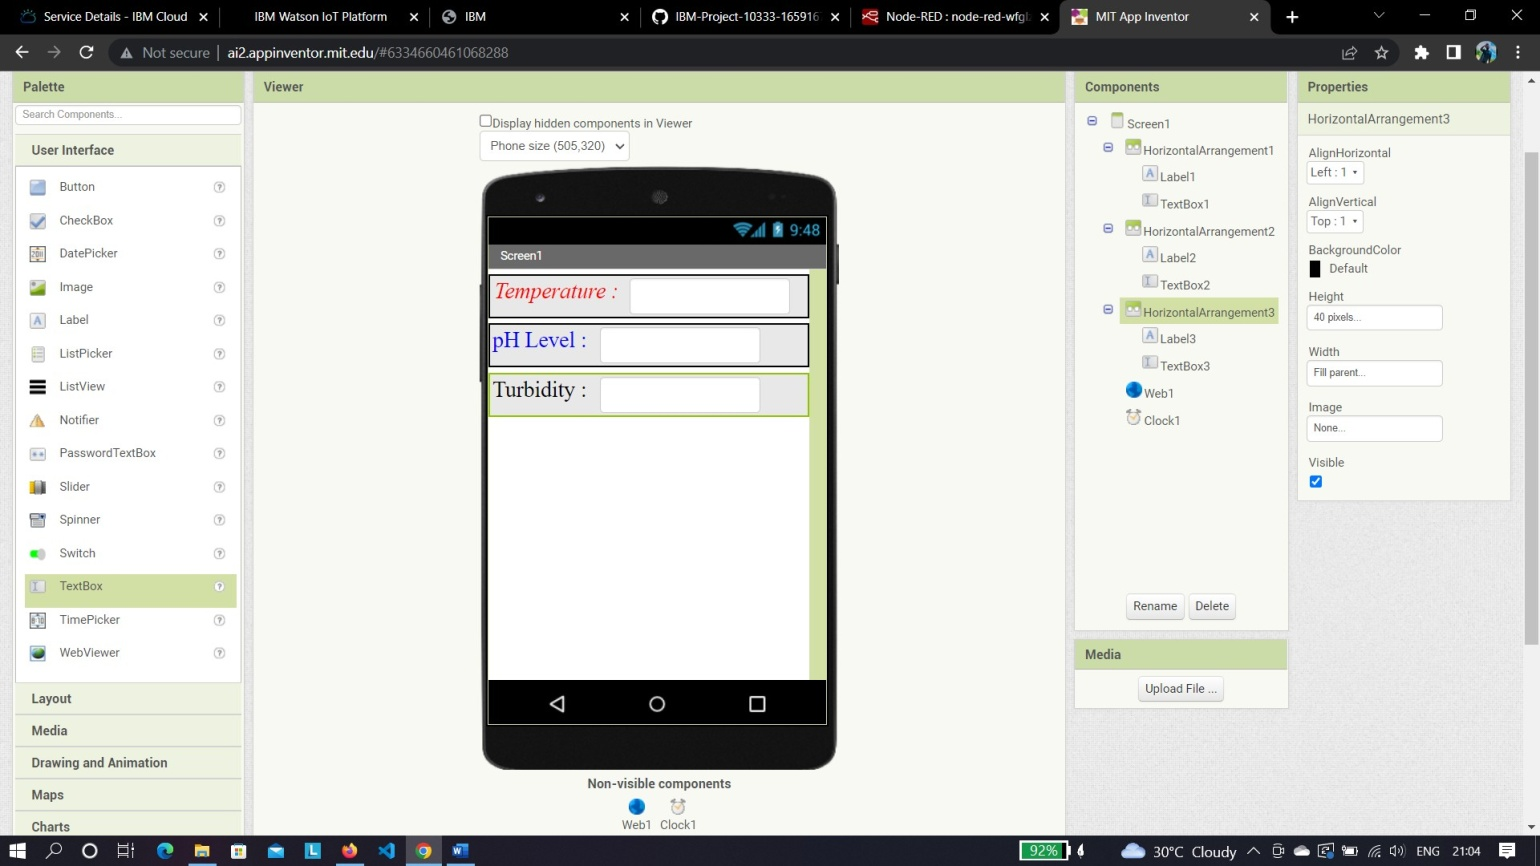 Service Details - IBM Cloud
IBM Watson IoT Platform
IBM
IBM-Project-10333-165916
Node-RED : node-red-wfgl
MIT App Inventor
Not secure
ai2.appinventor.mit.edu/#6334660461068288
Palette
Search Components...
User Interface
Button
CheckBox
DatePicker
Image
Label
ListPicker
ListView
Notifier
PasswordTextBox
Slider
Spinner
Switch
TextBox
TimePicker
WebViewer
Layout
Media
Drawing and Animation
Maps
Charts
Viewer
Display hidden components in Viewer
Phone size (505,320)
9:48
Screen1
Temperature :
pH Level :
Turbidity :
Non-visible components
Web1 Clock1
Components
Screen1
HorizontalArrangement1
Label1
TextBox1
HorizontalArrangement2
Label2
TextBox2
HorizontalArrangement3
Label3
TextBox3
Web1
Clock1
Rename Delete
Media
Upload File ...
Properties
HorizontalArrangement3
AlignHorizontal
Left : 1
AlignVertical
Top : 1
BackgroundColor
Default
Height
40 pixels...
Width
Fill parent...
Image
None...
Visible
92%
30°C Cloudy
ENG
21:04